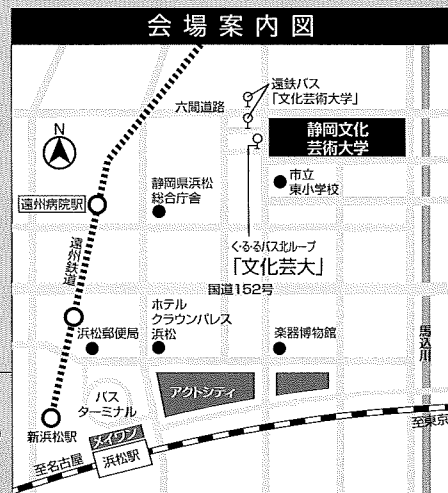 会場案内図
遠鉄バス
「文化芸術大学」
六間道路
静岡文化
芸術大学
N
市立
東小学校
静岡県浜松
総合庁舎
遠州病院駅
く・る・るバス北ループ
「文化芸大」
遠州鉄道
国道152号
ホテル
クラウンパレス
浜松
浜松郵便局
楽器博物館
馬込川
バス
ターミナル
アクトシティ
新浜松駅
メイワン
浜松駅
至名古屋
至東京